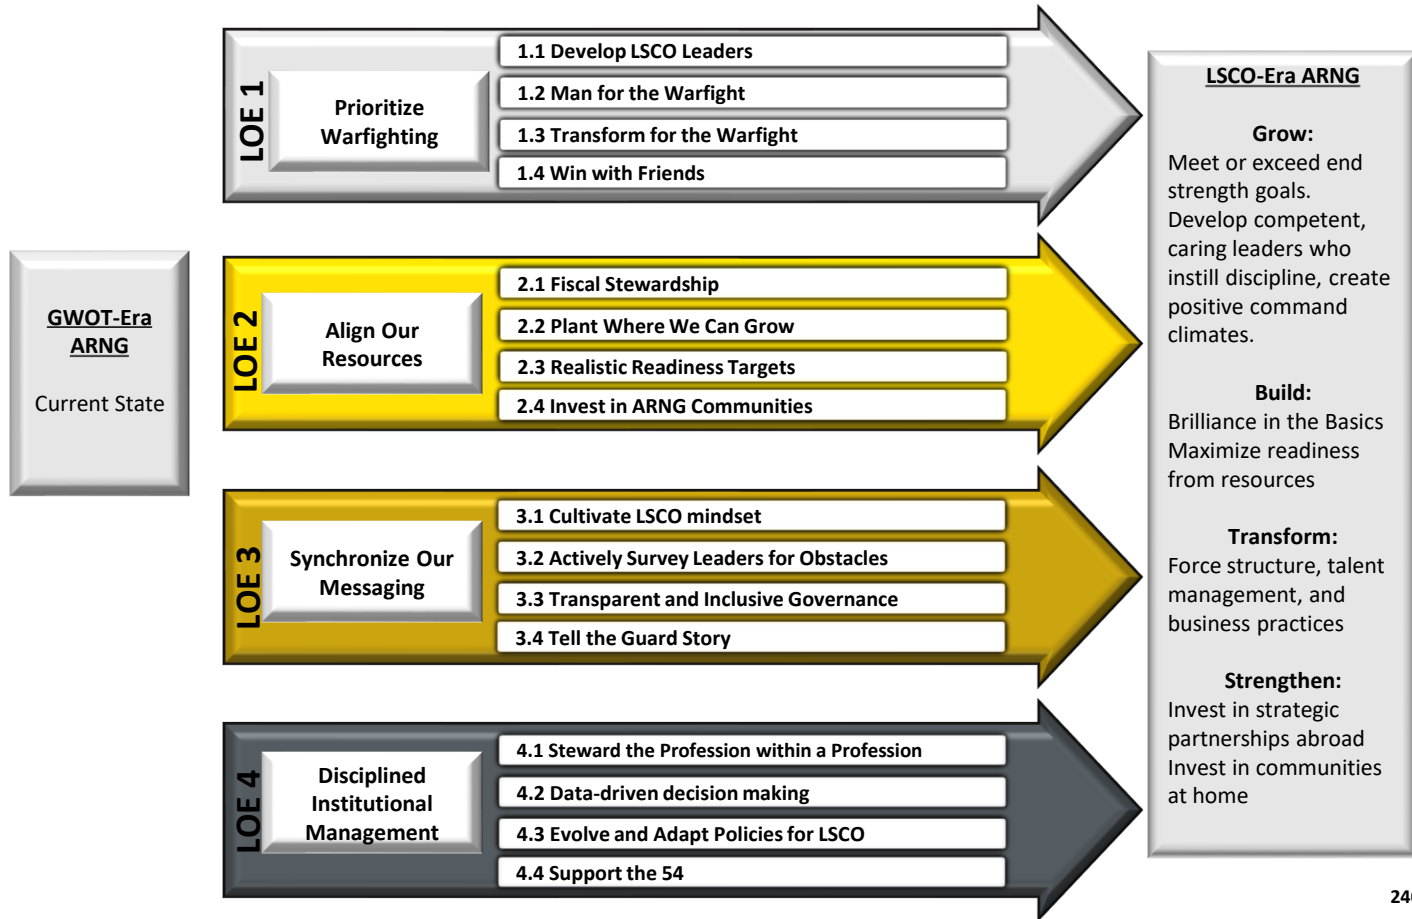 GWOT-Era
ARNG
Current State
LOE 1
Prioritize
Warfighting
1.1 Develop LSCO Leaders
1.2 Man for the Warfight
1.3 Transform for the Warfight
1.4 Win with Friends
LOE 2
Align Our
Resources
2.1 Fiscal Stewardship
2.2 Plant Where We Can Grow
2.3 Realistic Readiness Targets
2.4 Invest in ARNG Communities
LOE 3
Synchronize Our
Messaging
3.1 Cultivate LSCO mindset
3.2 Actively Survey Leaders for Obstacles
3.3 Transparent and Inclusive Governance
3.4 Tell the Guard Story
LOE 4
Disciplined
Institutional
Management
4.1 Steward the Profession within a Profession
4.2 Data-driven decision making
4.3 Evolve and Adapt Policies for LSCO
4.4 Support the 54
LSCO-Era ARNG
Grow:
Meet or exceed end
strength goals.
Develop competent,
caring leaders who
instill discipline, create
positive command
climates.
Build:
Brilliance in the Basics
Maximize readiness
from resources
Transform:
Force structure, talent
management, and
business practices
Strengthen:
Invest in strategic
partnerships abroad
Invest in communities
at home